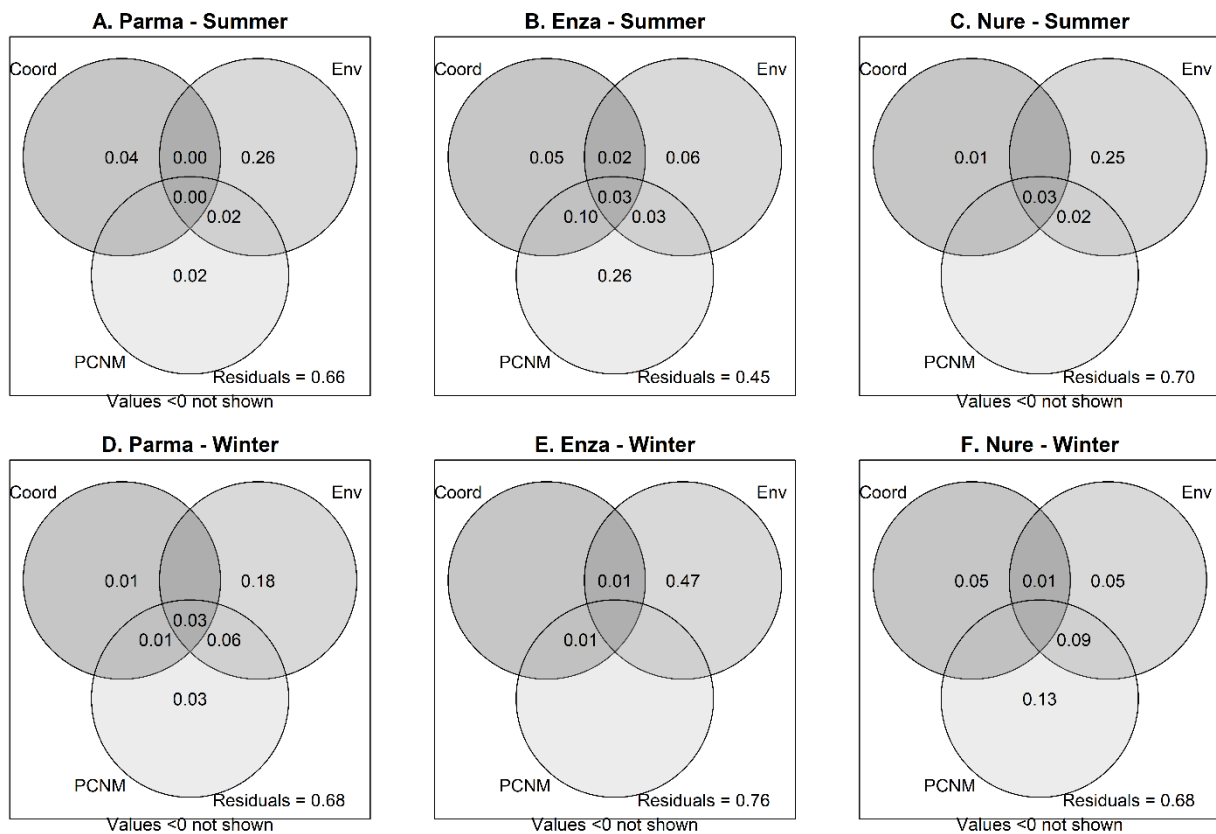 A. Parma - Summer
Coord
Env
0.04
0.00
0.26
0.00
0.02
0.02
PCNM
Residuals = 0.66
Values <0 not shown
B. Enza - Summer
Coord
Env
0.05
0.02
0.06
0.03
0.10
0.03
0.26
PCNM
Residuals = 0.45
C. Nure - Summer
Coord
Env
0.01
0.25
0.03
0.02
PCNM
Residuals = 0.70
Values <0 not shown
D. Parma - Winter
Coord
Env
0.01
0.18
0.03
0.01
0.06
0.03
PCNM
Residuals = 0.68
Values <0 not shown
E. Enza - Winter
Coord
Env
0.01
0.47
0.01
PCNM
Residuals = 0.76
Values <0 not shown
F. Nure - Winter
Coord
Env
0.05
0.01
0.05
0.09
0.13
PCNM
Residuals = 0.68
Values <0 not shown